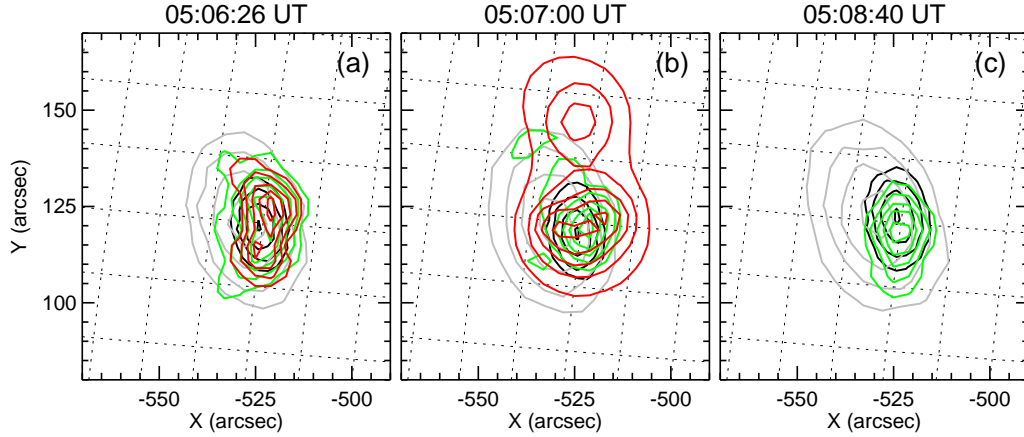 05:06:26 UT 05:07:00 UT 05:08:40 UT
(a) (b) (c)
150
125
100
Y (arcsec)
-550 -525 -500 -550 -525 -500 -550 -525 -500
X (arcsec) X (arcsec) X (arcsec)